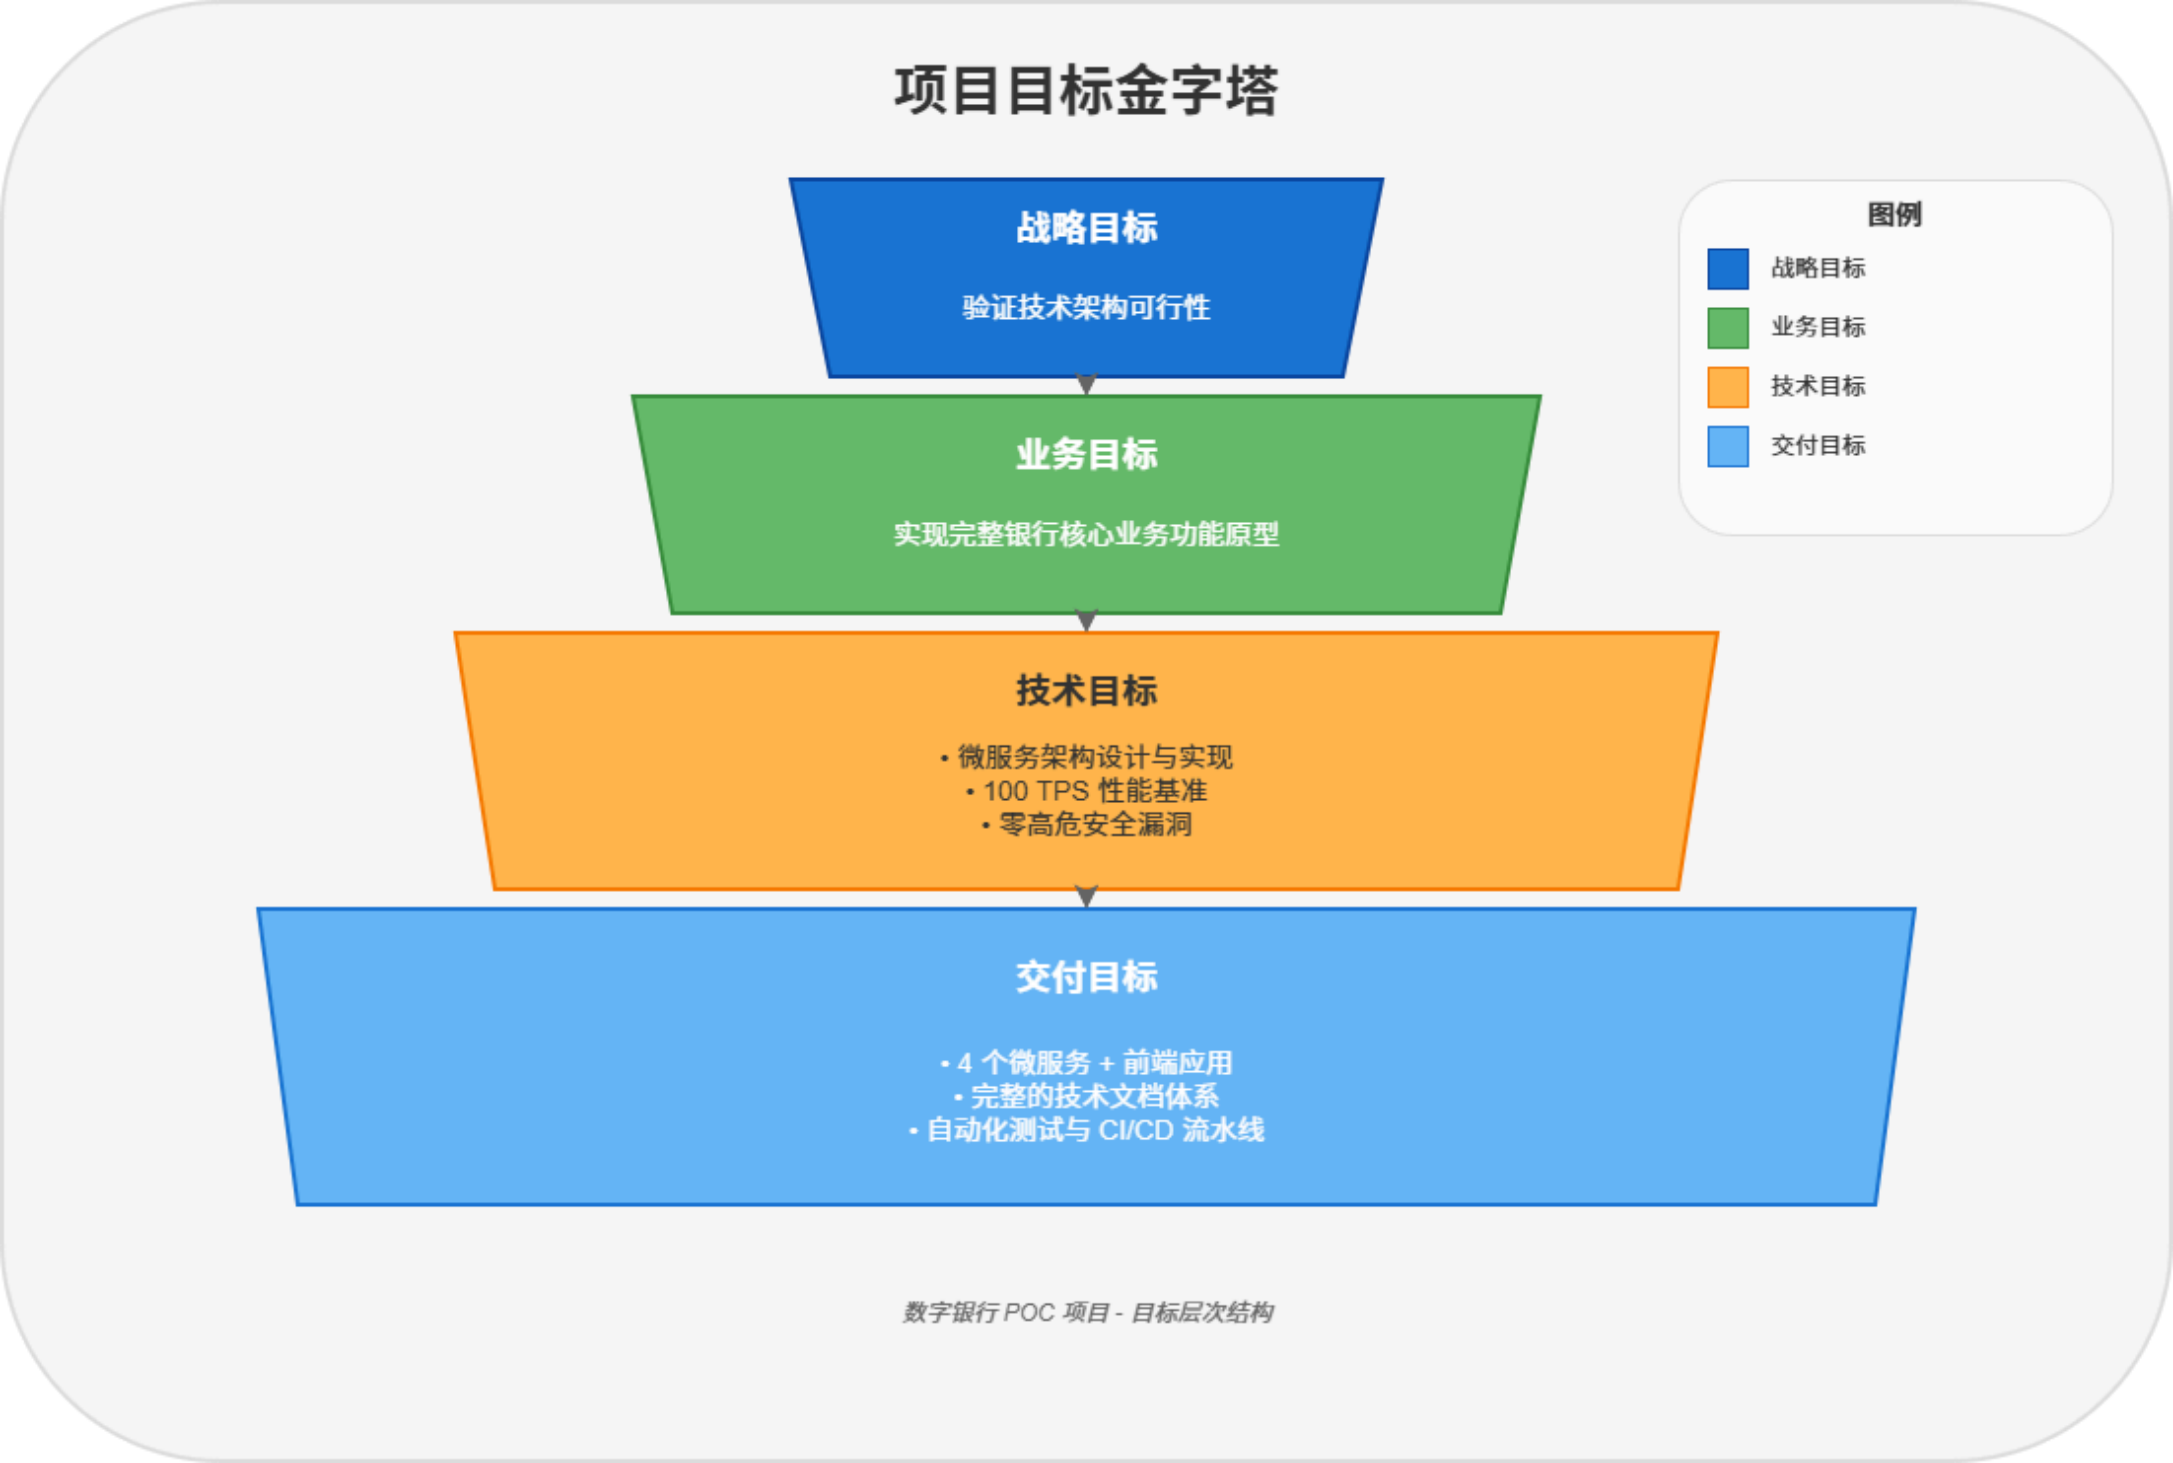 项目目标金字塔
战略目标
验证技术架构可行性
业务目标
实现完整银行核心业务功能原型
技术目标
• 微服务架构设计与实现
• 100 TPS 性能基准
• 零高危安全漏洞
交付目标
• 4 个微服务 + 前端应用
• 完整的技术文档体系
• 自动化测试与 CI/CD 流水线
图例
战略目标
业务目标
技术目标
交付目标
数字银行 POC 项目 - 目标层次结构